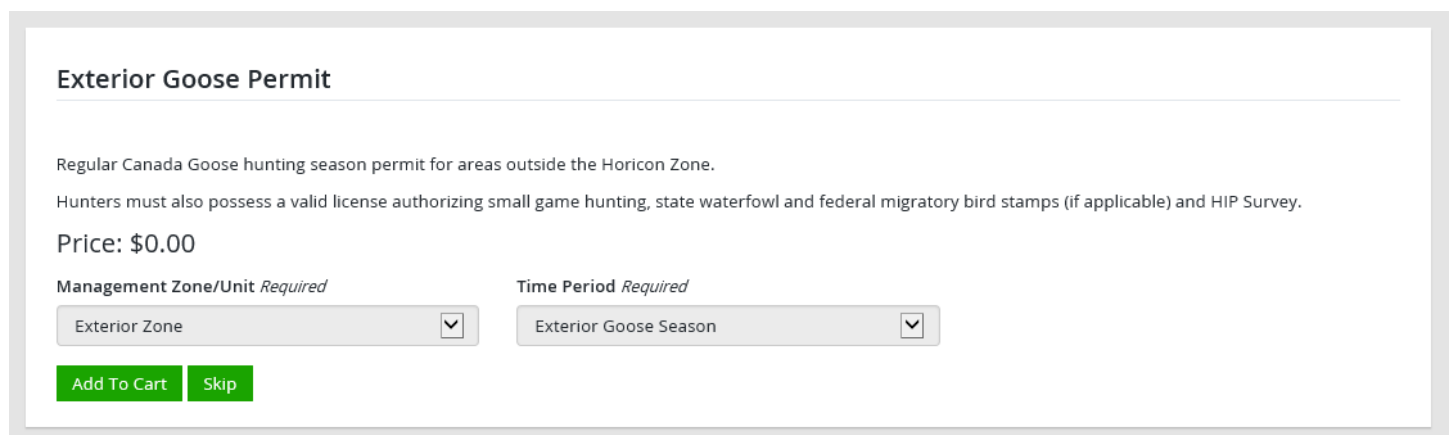 Exterior Goose Permit
Regular Canada Goose hunting season permit for areas outside the Horicon Zone.
Hunters must also possess a valid license authorizing small game hunting, state waterfowl and federal migratory bird stamps (if applicable) and HIP Survey.
Price: $0.00
Management Zone/Unit Required
Time Period Required
Exterior Zone
Exterior Goose Season
Add To Cart
Skip